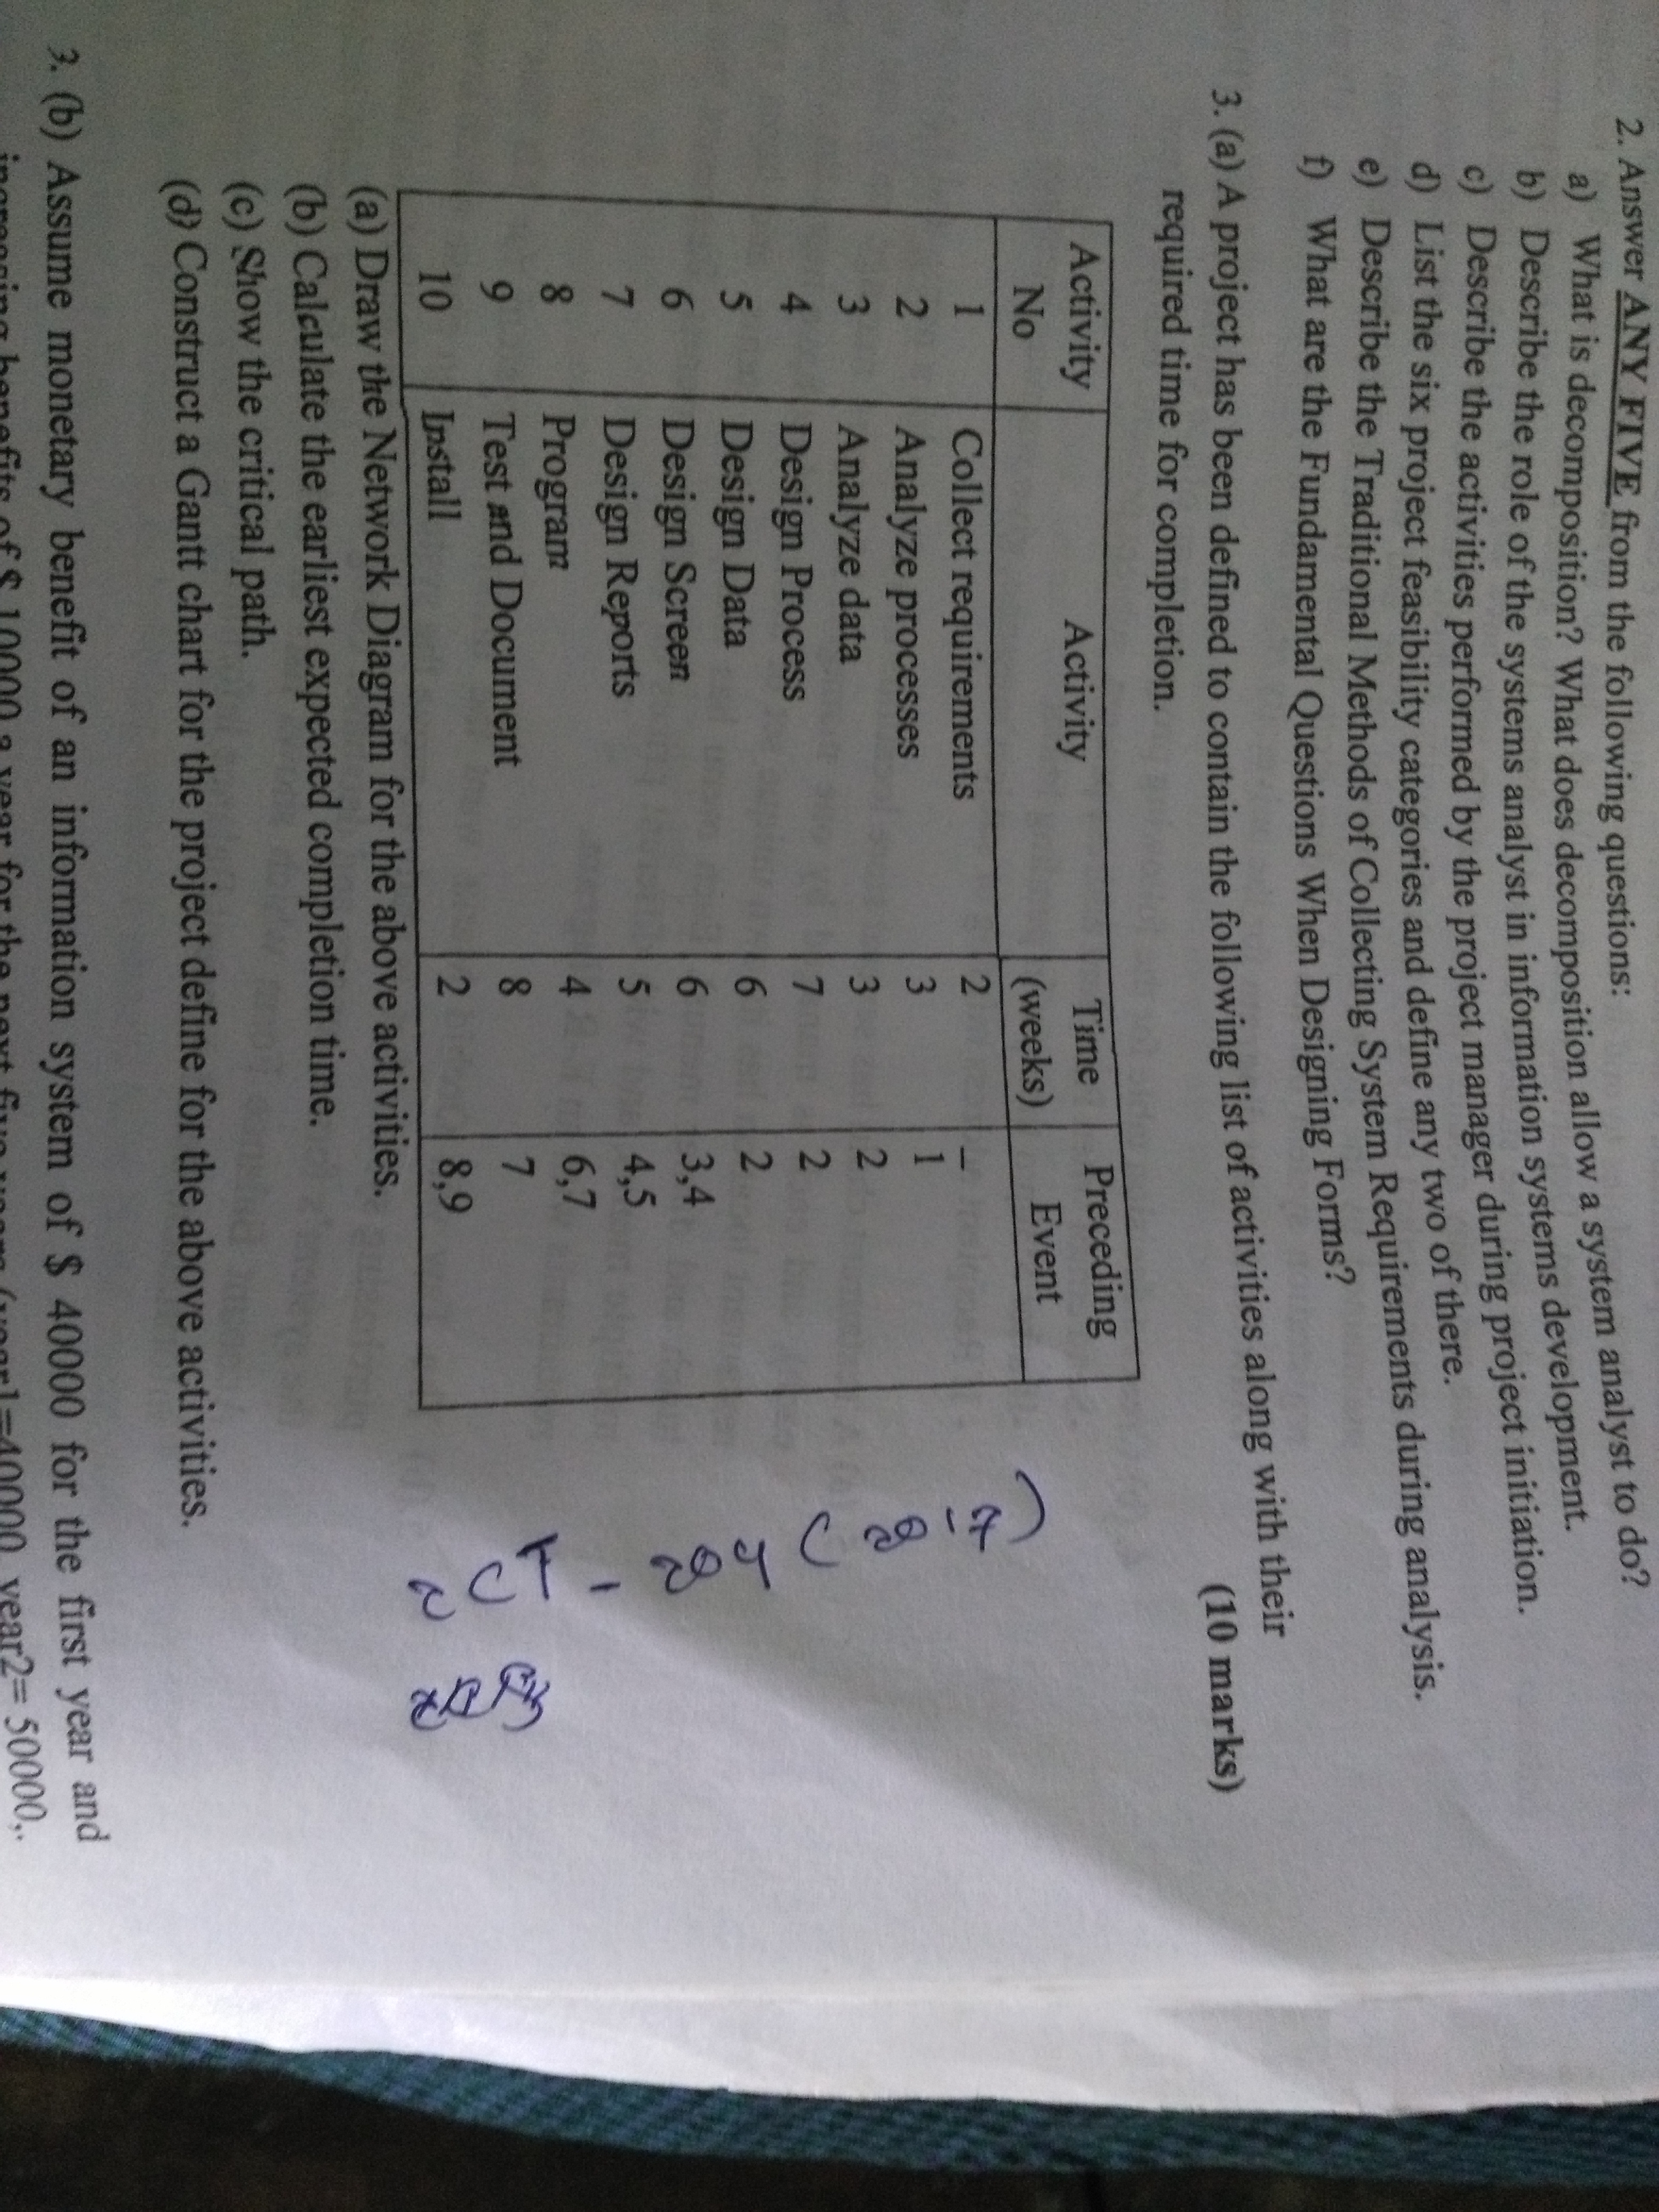 2. Answer ANY FIVE from the following questions:
a) What is decomposition? What does decomposition allow a system analyst to do?
b) Describe the role of the systems analyst in information systems development.
c) Describe the activities performed by the project manager during project initiation.
d) List the six project feasibility categories and define any two of there.
e) Describe the Traditional Methods of Collecting System Requirements during analysis.
f) What are the Fundamental Questions When Designing Forms?
3. (a) A project has been defined to contain the following list of activities along with their
required time for completion. (10 marks)
Activity No Activity Time (weeks) Preceding Event
1 Collect requirements 2 –
2 Analyze processes 3 1
3 Analyze data 3 2
4 Design Process 7 2
5 Design Data 6 2
6 Design Screen 6 3,4
7 Design Reports 5 4,5
8 Program 4 6,7
9 Test and Document 8 7
10 Install 2 8,9
(a) Draw the Network Diagram for the above activities.
(b) Calculate the earliest expected completion time.
(c) Show the critical path.
(d) Construct a Gantt chart for the project define for the above activities.
3. (b) Assume monetary benefit of an information system of $ 40000 for the first year and
increasing benefits of $ 10000 a year for the next five years (year1=40000, year2= 50000,.